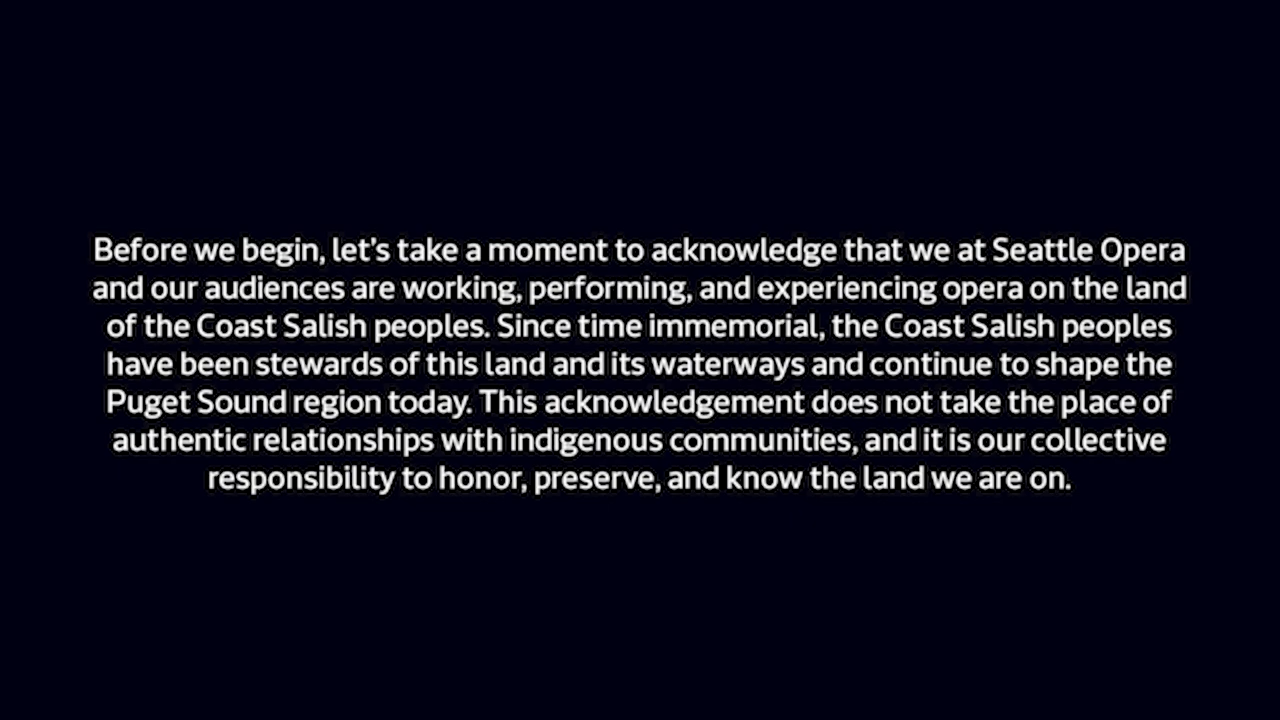 Before we begin, let's take a moment to acknowledge that we at Seattle Opera
and our audiences are working, performing, and experiencing opera on the land
of the Coast Salish peoples. Since time immemorial, the Coast Salish peoples
have been stewards of this land and its waterways and continue to shape the
Puget Sound region today. This acknowledgement does not take the place of
authentic relationships with indigenous communities, and it is our collective
responsibility to honor, preserve, and know the land we are on.